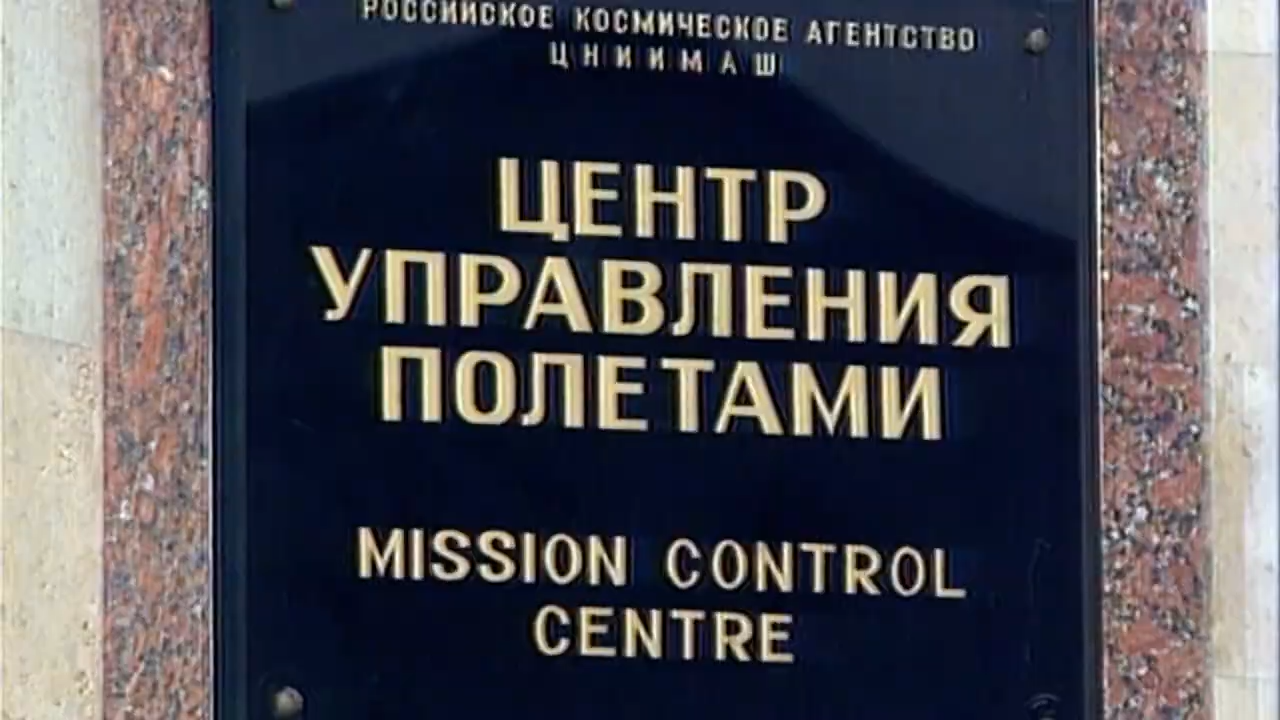 РОССИЙСКОЕ КОСМИЧЕСКОЕ АГЕНТСТВО
ЦНИИМАШ
ЦЕНТР
УПРАВЛЕНИЯ
ПОЛЕТАМИ
MISSION CONTROL
CENTRE